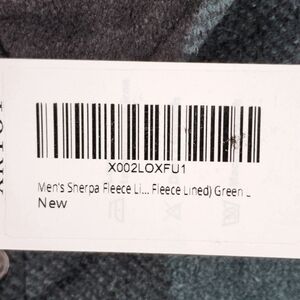 X002LOXFU1
Men's Sherpa Fleece Li... Fleece Lined) Green _
New